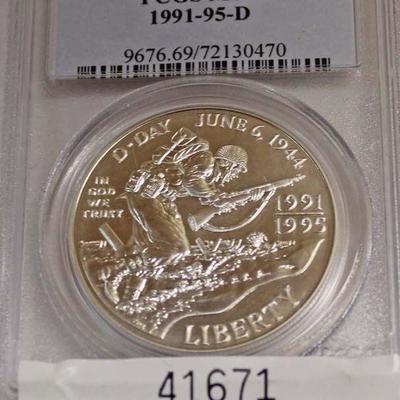 1991-95-D
9676.69/72130470
D-DAY JUNE 6, 1944
IN
GOD
WE
TRUST
1991
1995
LIBERTY
41671